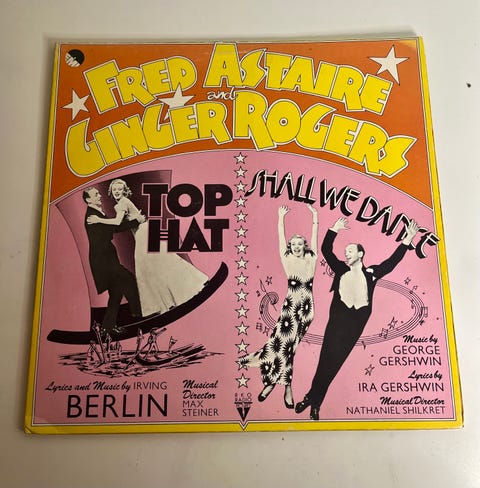 FRED ASTAIRE
and
GINGER ROGERS
TOP
HAT
SHALL WE DANCE
Lyrics and Music by IRVING
BERLIN
Musical
Director
MAX
STEINER
RKO
RADIO
Music by
GEORGE
GERSHWIN
Lyrics by
IRA GERSHWIN
Musical Director
NATHANIEL SHILKRET